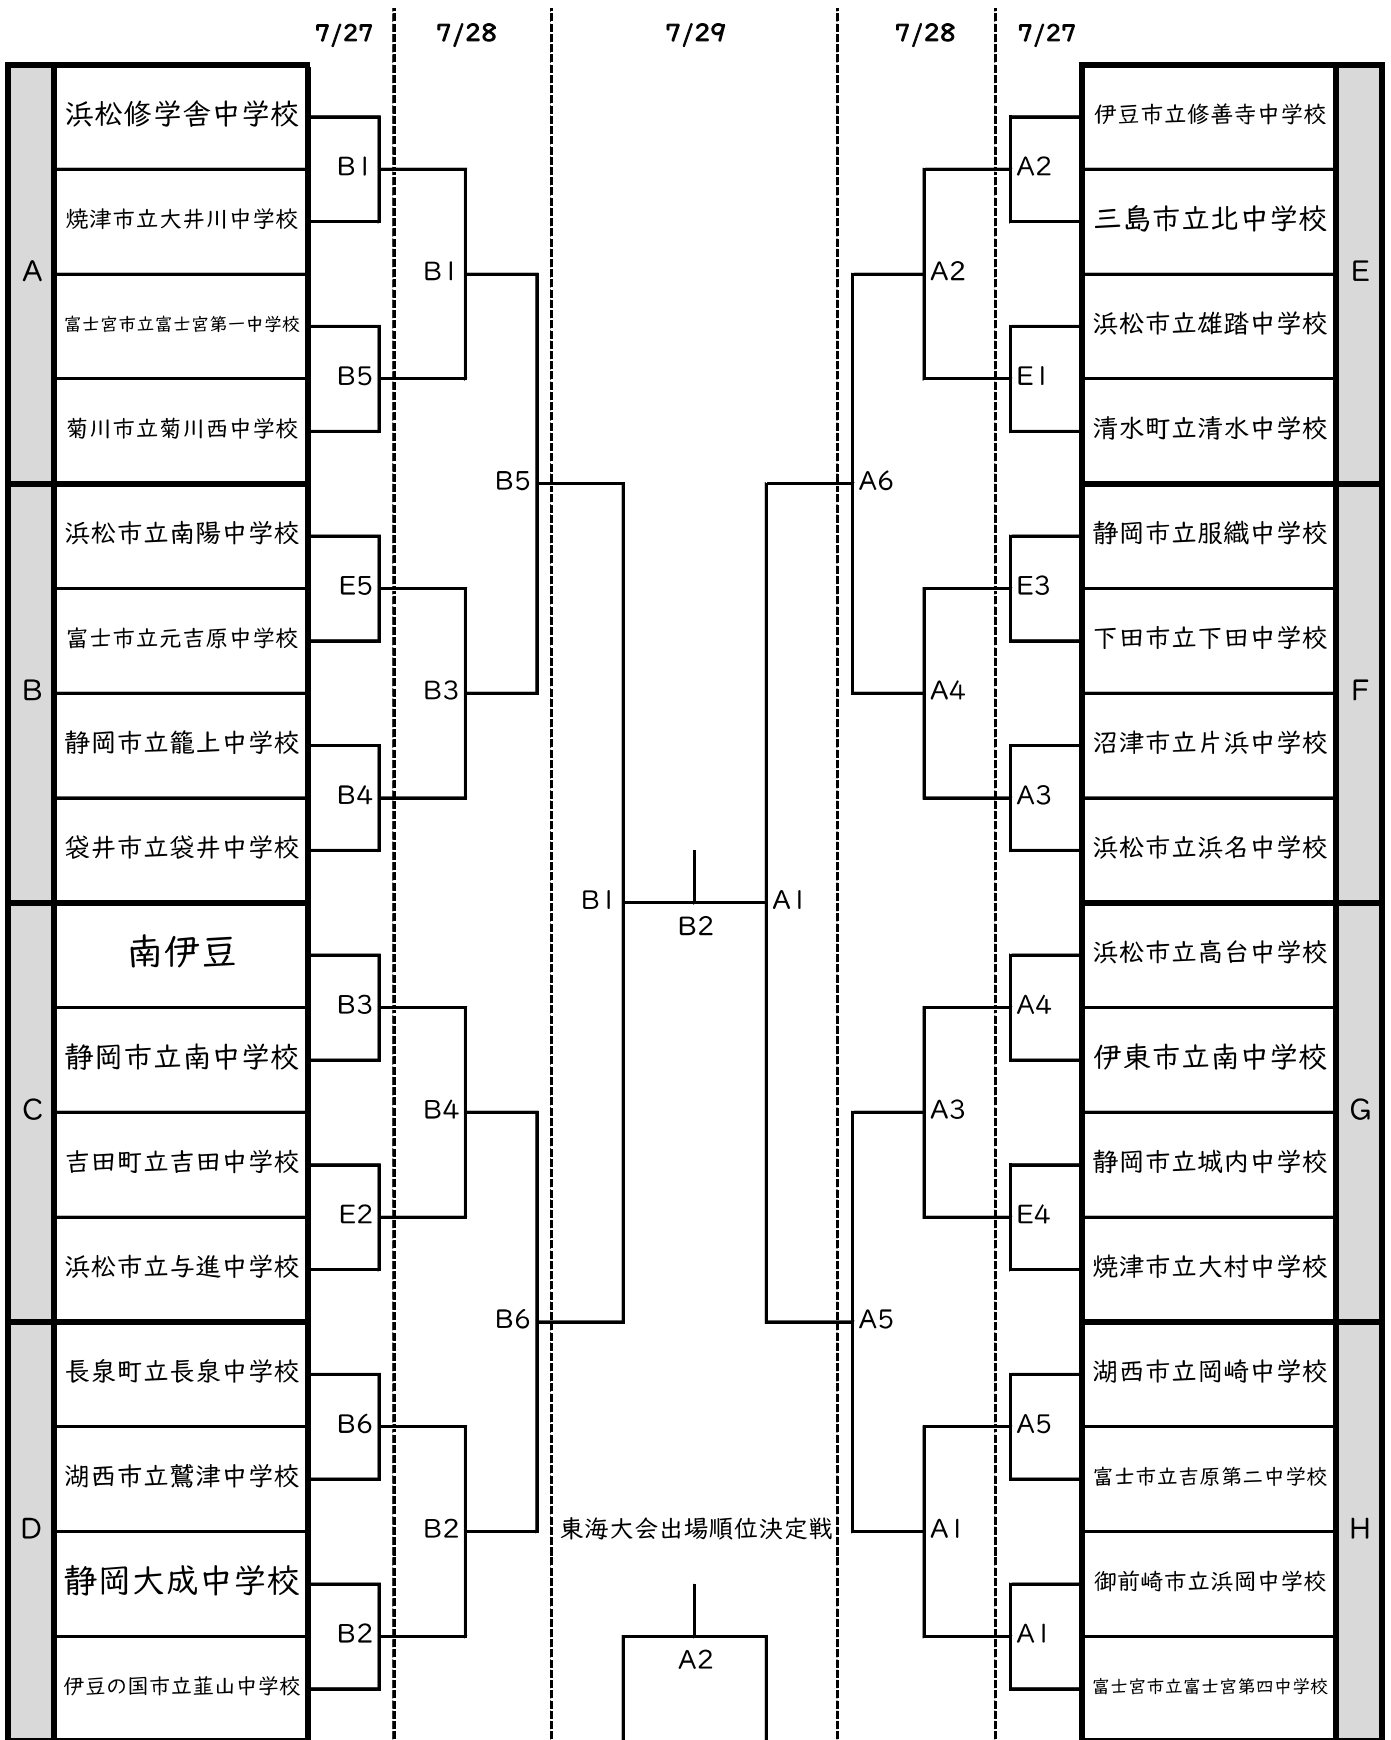 7/27 7/28 7/29 7/28 7/27
浜松修学舎中学校 伊豆市立修善寺中学校
B1 A2
焼津市立大井川中学校 三島市立北中学校
A B1 A2 E
富士宮市立富士宮第一中学校 浜松市立雄踏中学校
B5 E1
菊川市立菊川西中学校 清水町立清水中学校
B5 A6
浜松市立南陽中学校 静岡市立服織中学校
E5 E3
富士市立元吉原中学校 下田市立下田中学校
B B3 A4 F
静岡市立籠上中学校 沼津市立片浜中学校
B4 A3
袋井市立袋井中学校 浜松市立浜名中学校
B1 A1
B2
南伊豆 浜松市立高台中学校
B3 A4
静岡市立南中学校 伊東市立南中学校
C B4 A3 G
吉田町立吉田中学校 静岡市立城内中学校
E2 E4
浜松市立与進中学校 焼津市立大村中学校
B6 A5
長泉町立長泉中学校 湖西市立岡崎中学校
B6 A5
湖西市立鷲津中学校 富士市立吉原第二中学校
D B2 東海大会出場順位決定戦 A1 H
静岡大成中学校 御前崎市立浜岡中学校
B2 A1
A2
伊豆の国市立韮山中学校 富士宮市立富士宮第四中学校